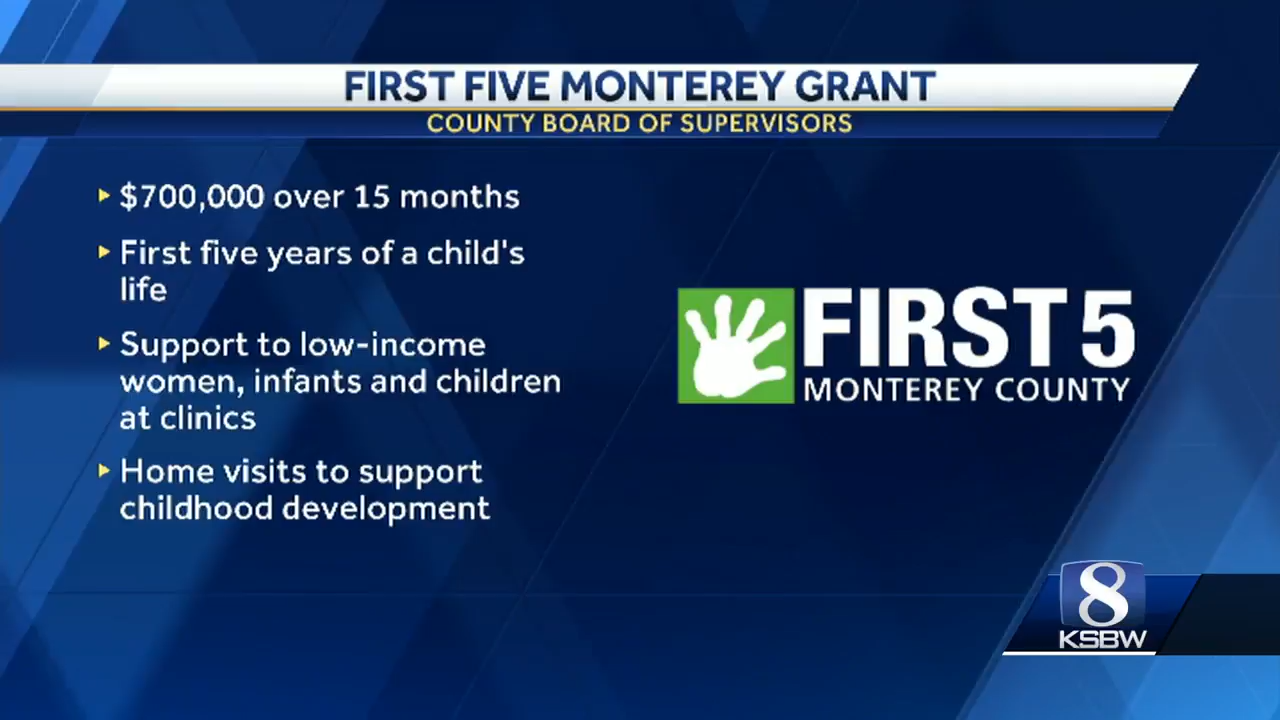 FIRST FIVE MONTEREY GRANT
COUNTY BOARD OF SUPERVISORS
$700,000 over 15 months
First five years of a child's
life
Support to low-income
women, infants and children
at clinics
Home visits to support
childhood development
FIRST 5
MONTEREY COUNTY
8
KSBW